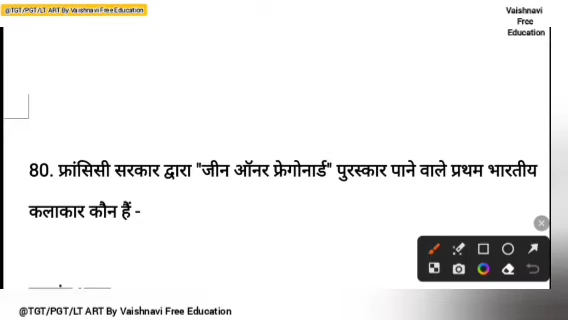 @TGT/PGT/LT ART By Vaishnavi Free Education
Vaishnavi
Free
Education
80. फ्रांसिसी सरकार द्वारा "जीन ऑनर फ्रेगोनार्ड" पुरस्कार पाने वाले प्रथम भारतीय
कलाकार कौन हैं -
@TGT/PGT/LT ART By Vaishnavi Free Education